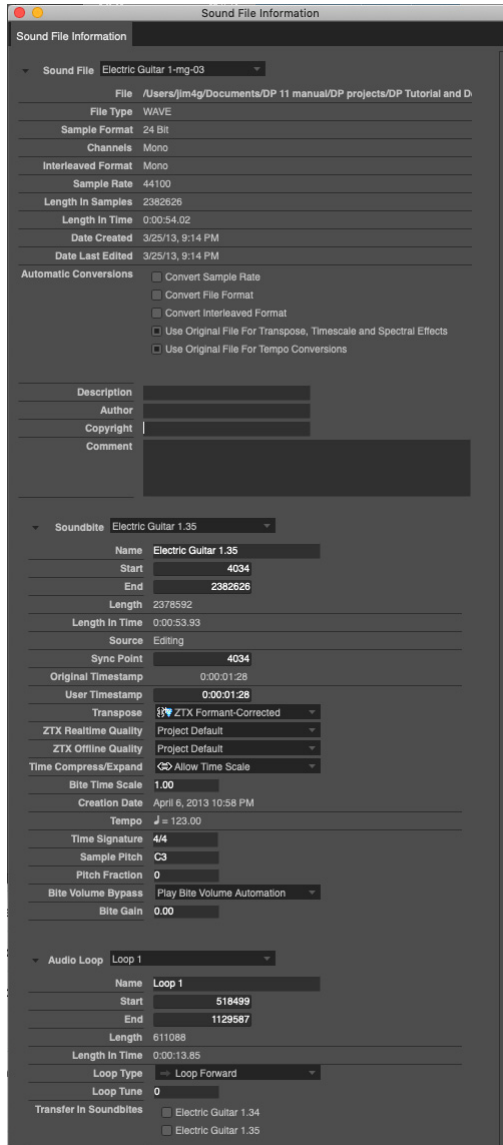 Sound File Information
Sound File Information
Sound File Electric Guitar 1-mg-03
File /Users/jim4g/Documents/DP 11 manual/DP projects/DP Tutorial and D
File Type WAVE
Sample Format 24 Bit
Channels Mono
Interleaved Format Mono
Sample Rate 44100
Length In Samples 2382626
Length In Time 0:00:54.02
Date Created 3/25/13, 9:14 PM
Date Last Edited 3/25/13, 9:14 PM
Automatic Conversions Convert Sample Rate
Convert File Format
Convert Interleaved Format
Use Original File For Transpose, Timescale and Spectral Effects
Use Original File For Tempo Conversions
Description
Author
Copyright
Comment
Soundbite Electric Guitar 1.35
Name Electric Guitar 1.35
Start 4034
End 2382626
Length 2378592
Length In Time 0:00:53.93
Source Editing
Sync Point 4034
Original Timestamp 0:00:01:28
User Timestamp 0:00:01:28
Transpose ZTX Formant-Corrected
ZTX Realtime Quality Project Default
ZTX Offline Quality Project Default
Time Compress/Expand Allow Time Scale
Bite Time Scale 1.00
Creation Date April 6, 2013 10:58 PM
Tempo ♩ = 123.00
Time Signature 4/4
Sample Pitch C3
Pitch Fraction 0
Bite Volume Bypass Play Bite Volume Automation
Bite Gain 0.00
Audio Loop Loop 1
Name Loop 1
Start 518499
End 1129587
Length 611088
Length In Time 0:00:13.85
Loop Type Loop Forward
Loop Tune 0
Transfer In Soundbites Electric Guitar 1.34
Electric Guitar 1.35